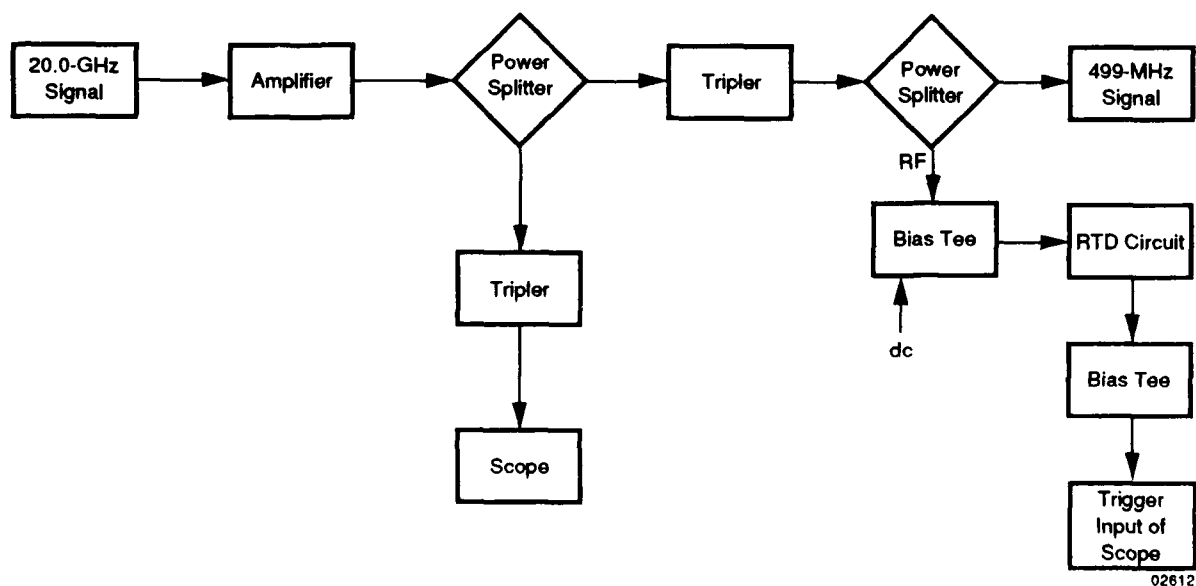 20.0-GHz
Signal
Amplifier
Power
Splitter
Tripler
Power
Splitter
499-MHz
Signal
RF
Bias Tee
RTD Circuit
Tripler
dc
Bias Tee
Scope
Trigger
Input of
Scope
02612